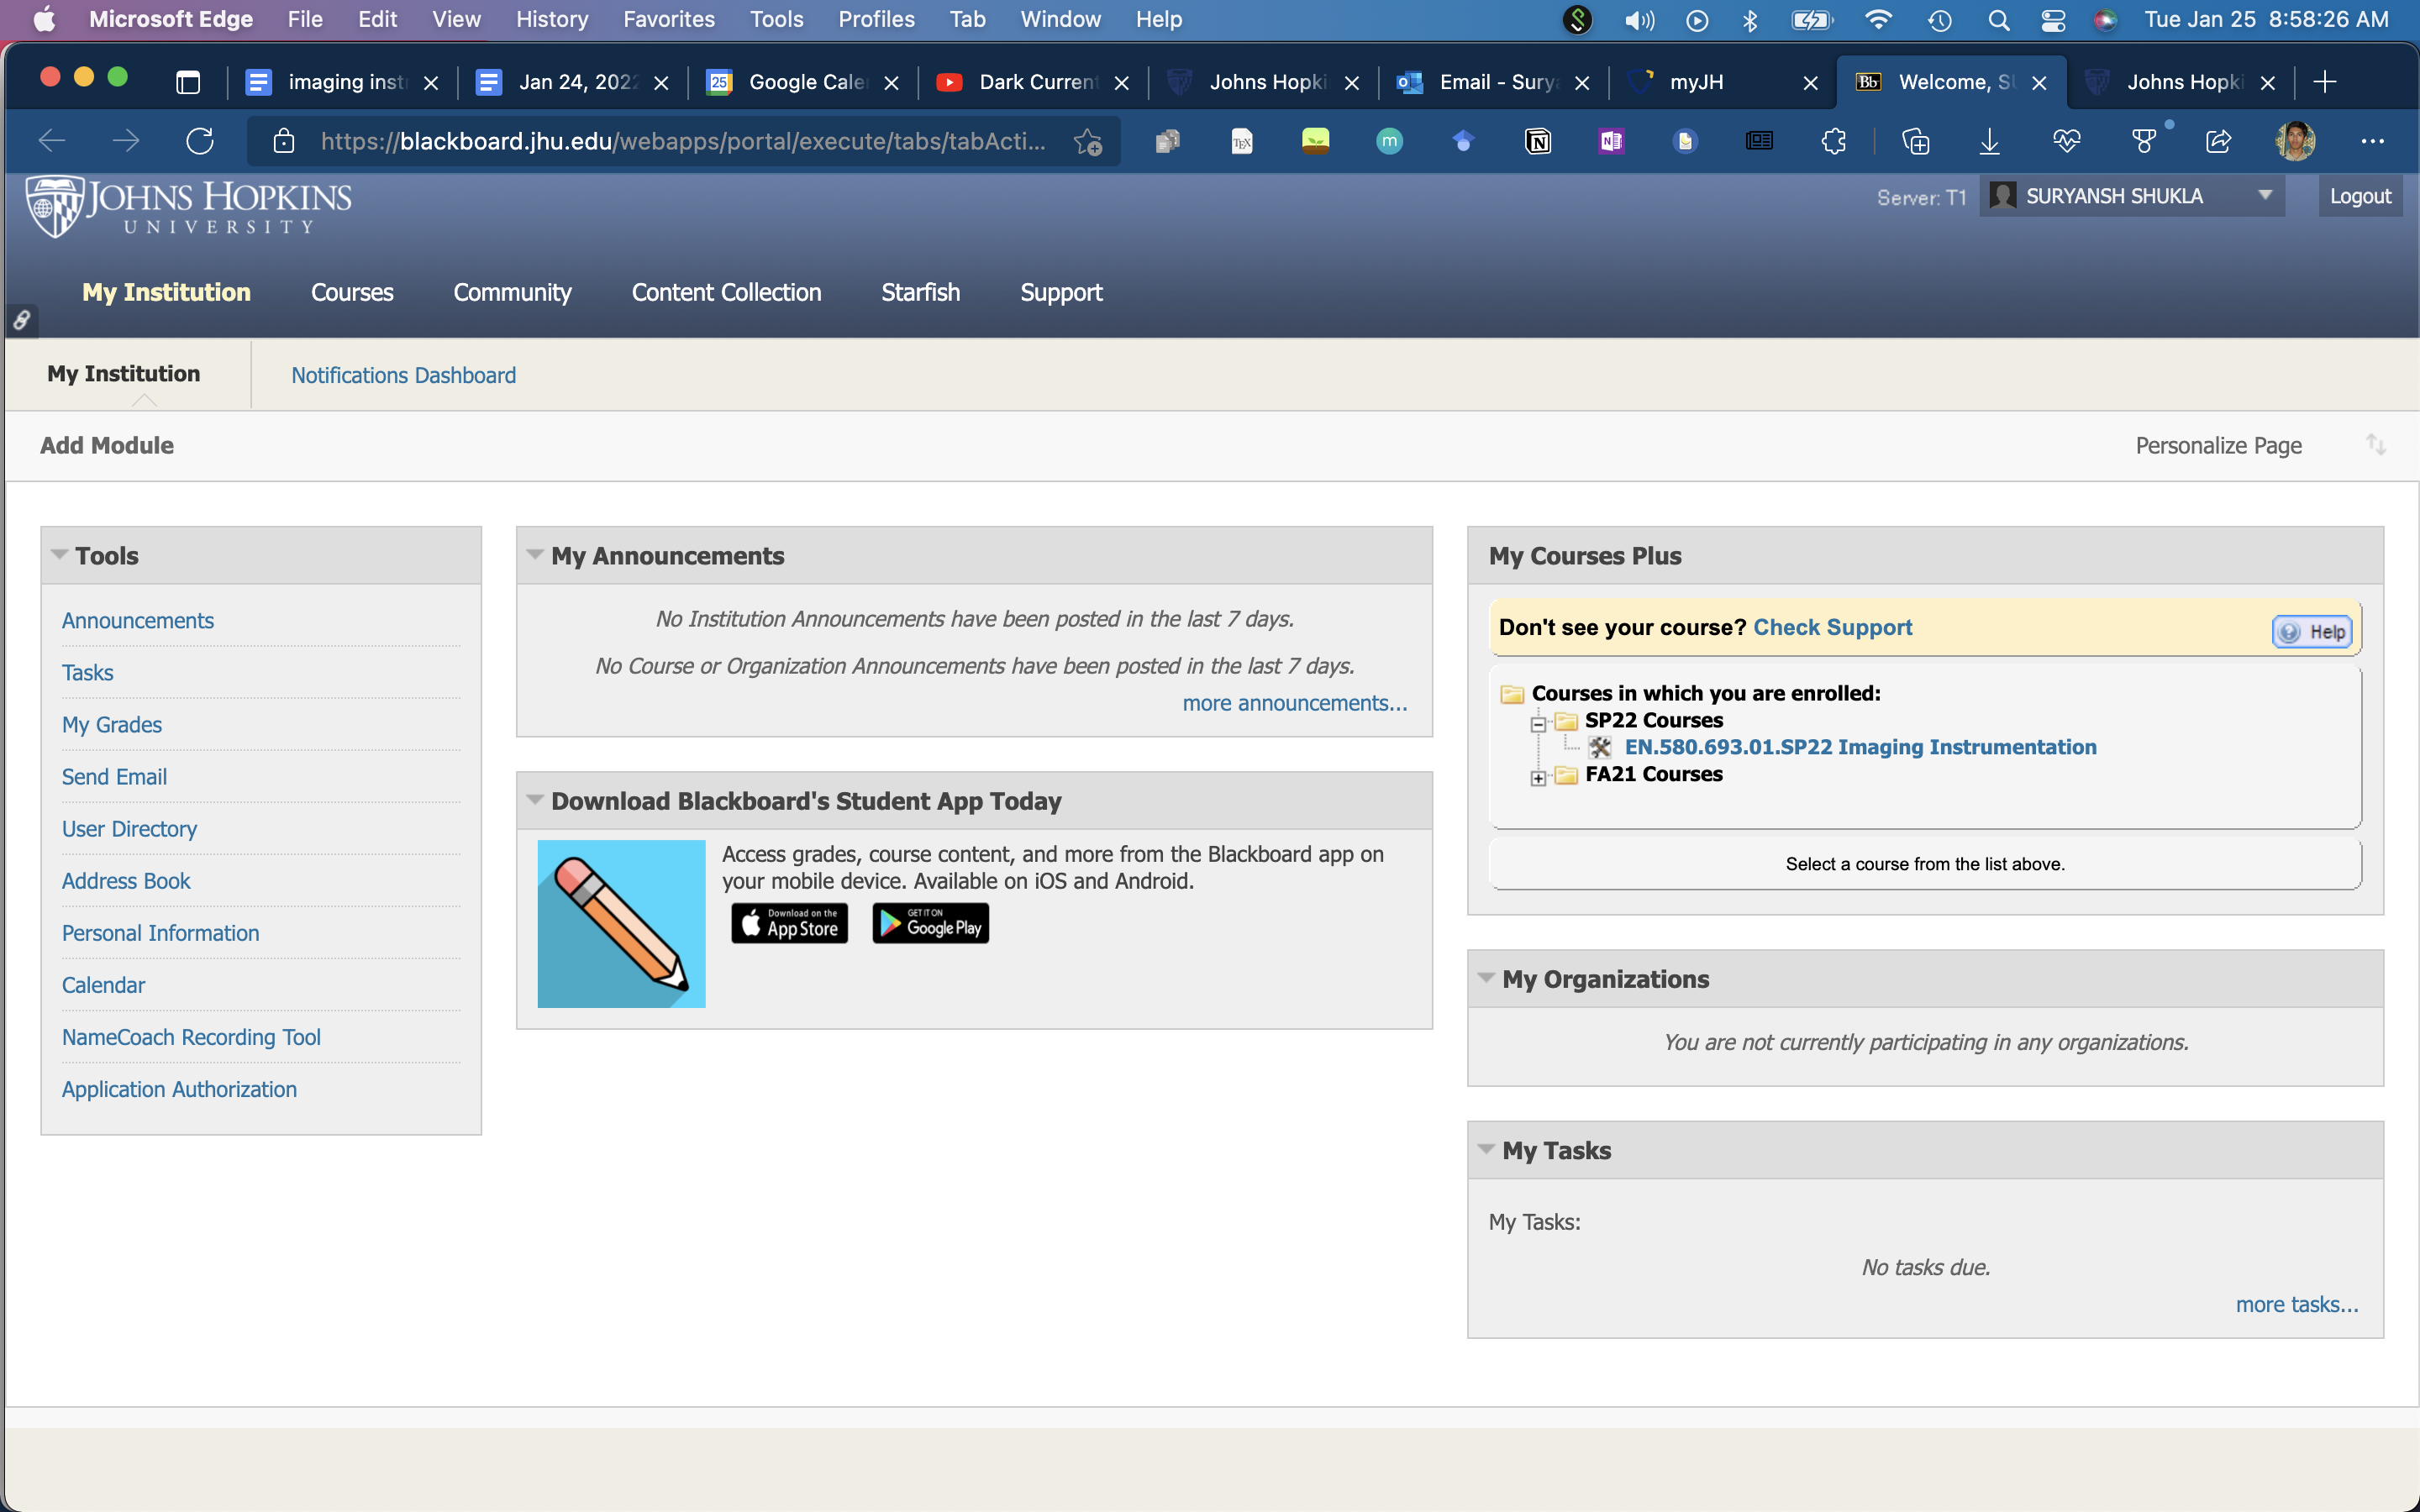 Microsoft Edge File Edit View History Favorites Tools Profiles Tab Window Help Tue Jan 25 8:58:26 AM
imaging inst Jan 24, 2022 Google Cale Dark Current Johns Hopki Email - Sury myJH Welcome, SU Johns Hopki
https://blackboard.jhu.edu/webapps/portal/execute/tabs/tabActi...
JOHNS HOPKINS
UNIVERSITY
Server: T1 SURYANSH SHUKLA Logout
My Institution Courses Community Content Collection Starfish Support
My Institution Notifications Dashboard
Add Module Personalize Page
Tools
Announcements
Tasks
My Grades
Send Email
User Directory
Address Book
Personal Information
Calendar
NameCoach Recording Tool
Application Authorization
My Announcements
No Institution Announcements have been posted in the last 7 days.
No Course or Organization Announcements have been posted in the last 7 days.
more announcements...
Download Blackboard's Student App Today
Access grades, course content, and more from the Blackboard app on
your mobile device. Available on iOS and Android.
Download on the
App Store
GET IT ON
Google Play
My Courses Plus
Don't see your course? Check Support
Help
Courses in which you are enrolled:
SP22 Courses
EN.580.693.01.SP22 Imaging Instrumentation
FA21 Courses
Select a course from the list above.
My Organizations
You are not currently participating in any organizations.
My Tasks
My Tasks:
No tasks due.
more tasks...